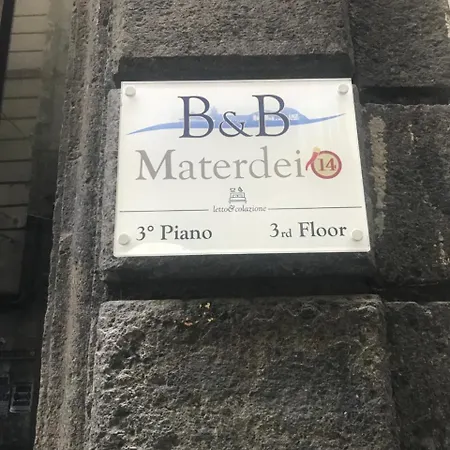 B&B
Materdei 14
letto&colazione
3° Piano 3rd Floor